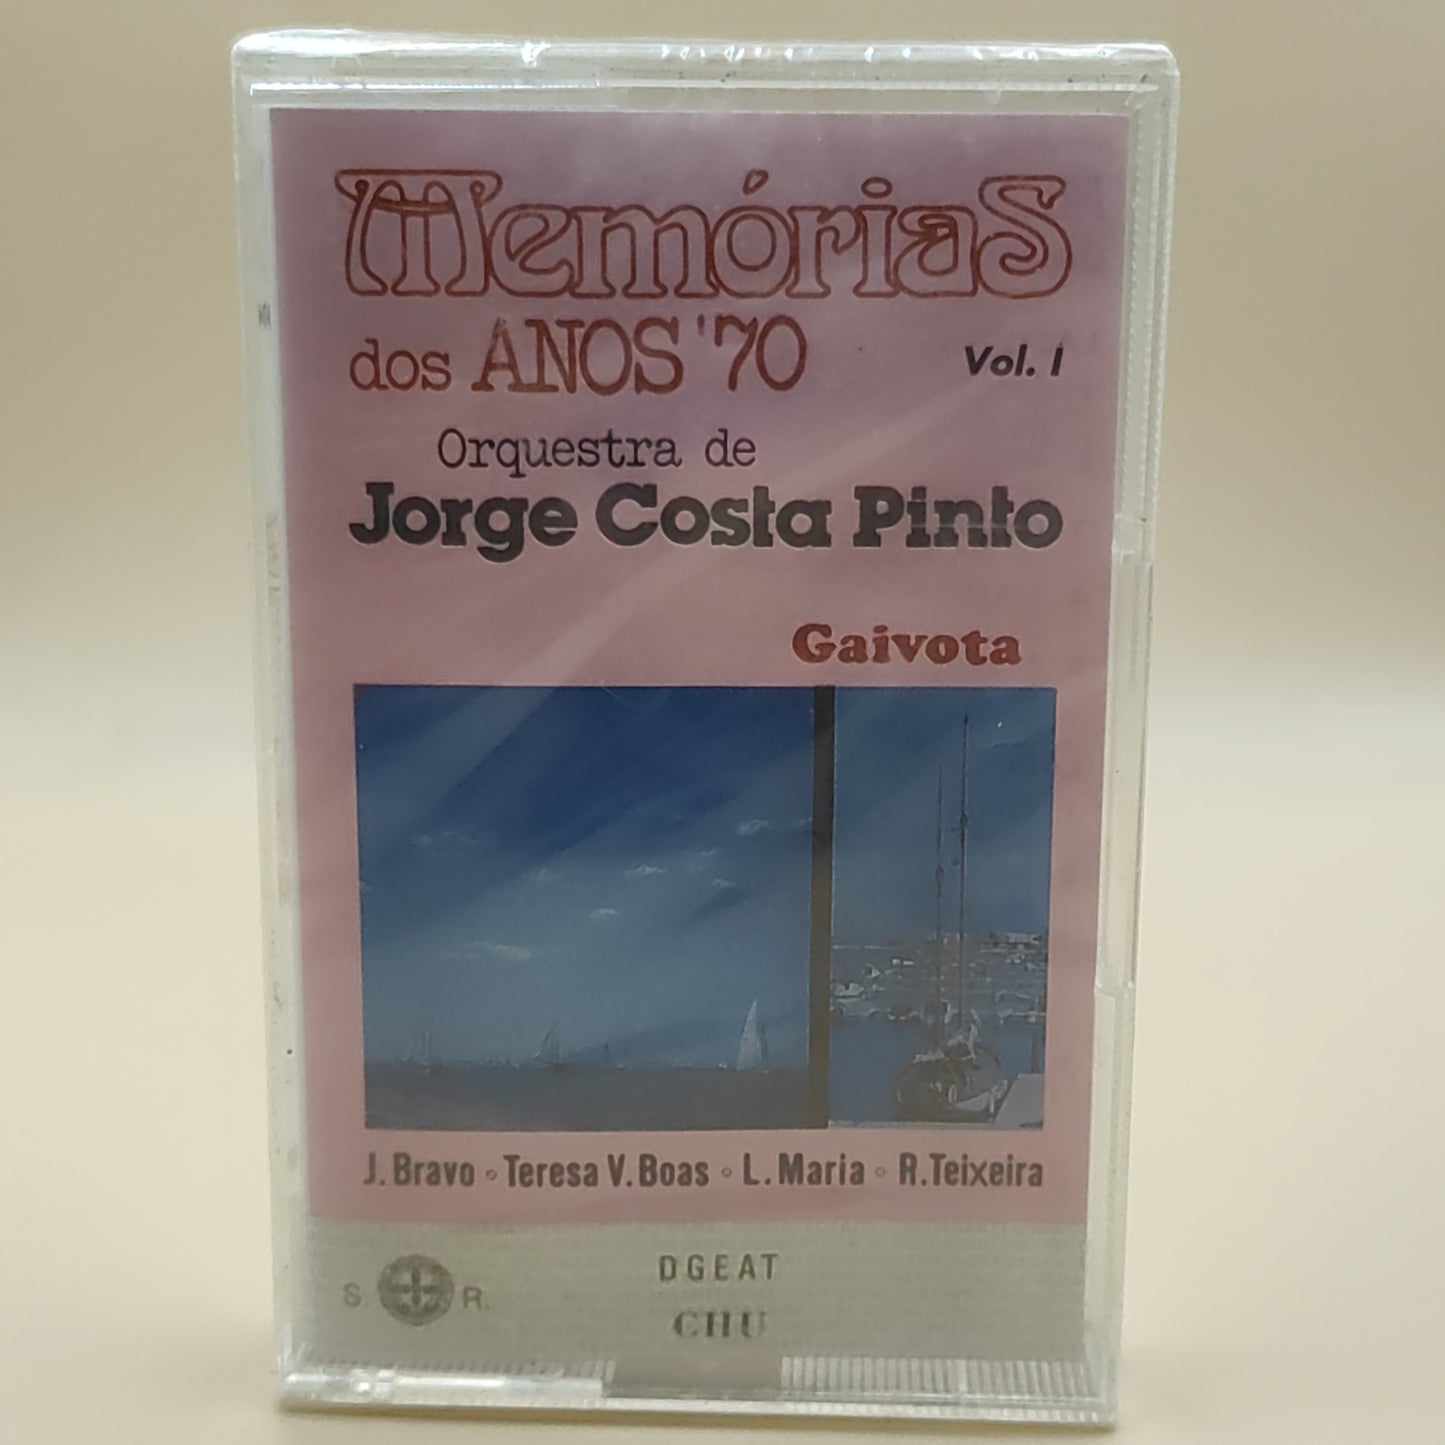 Memórias
dos ANOS '70
Vol. I
Orquestra de
Jorge Costa Pinto
Gaivota
J. Bravo ◦ Teresa V. Boas ◦ L. Maria ◦ R. Teixeira
S. R.
DGEAT
CHU